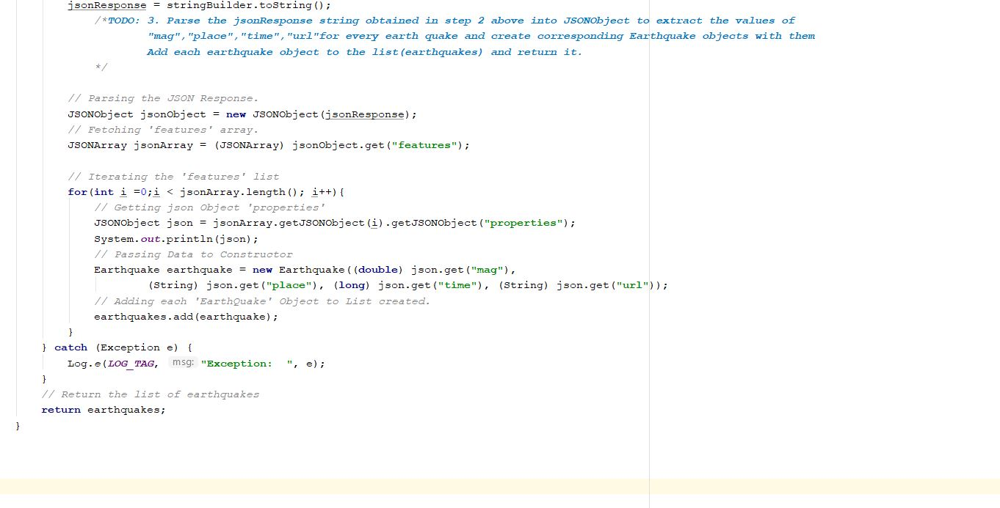 jsonResponse = stringBuilder.toString();
/*TODO: 3. Parse the jsonResponse string obtained in step 2 above into JSONObject to extract the values of
"mag","place","time","url"for every earth quake and create corresponding Earthquake objects with them
Add each earthquake object to the list(earthquakes) and return it.
*/
// Parsing the JSON Response.
JSONObject jsonObject = new JSONObject(jsonResponse);
// Fetching 'features' array.
JSONArray jsonArray = (JSONArray) jsonObject.get("features");
// Iterating the 'features' list
for(int i =0;i < jsonArray.length(); i++){
// Getting json Object 'properties'
JSONObject json = jsonArray.getJSONObject(i).getJSONObject("properties");
System.out.println(json);
// Passing Data to Constructor
Earthquake earthquake = new Earthquake((double) json.get("mag"),
(String) json.get("place"), (long) json.get("time"), (String) json.get("url"));
// Adding each 'EarthQuake' Object to List created.
earthquakes.add(earthquake);
}
} catch (Exception e) {
Log.e(LOG_TAG, msg: "Exception:  ", e);
}
// Return the list of earthquakes
return earthquakes;
}